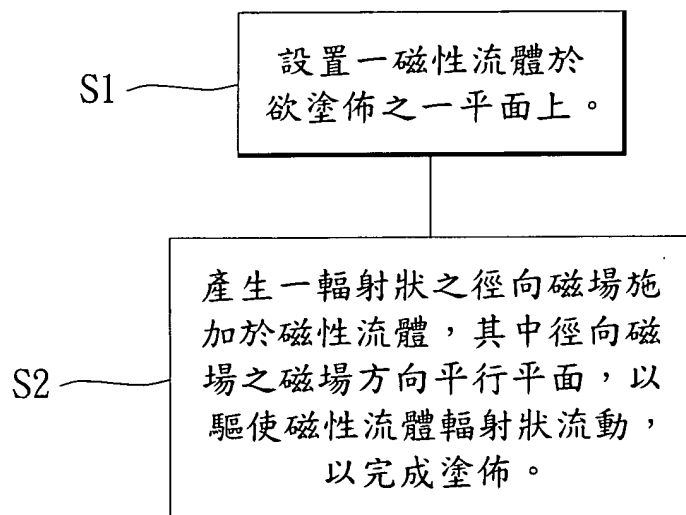 S1
設置一磁性流體於
欲塗佈之一平面上。
S2
產生一輻射狀之徑向磁場施
加於磁性流體，其中徑向磁
場之磁場方向平行平面，以
驅使磁性流體輻射狀流動，
以完成塗佈。